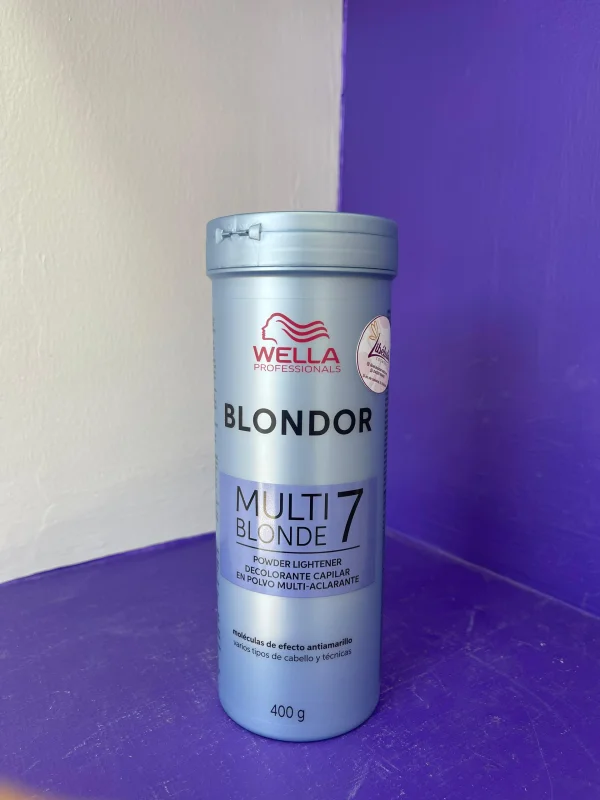 WELLA
PROFESSIONALS
BLONDOR
MULTI 7
BLONDE
POWDER LIGHTENER
DECOLORANTE CAPILAR
EN POLVO MULTI-ACLARANTE
moléculas de efecto antiamarillo
varios tipos de cabello y técnicas
400 g